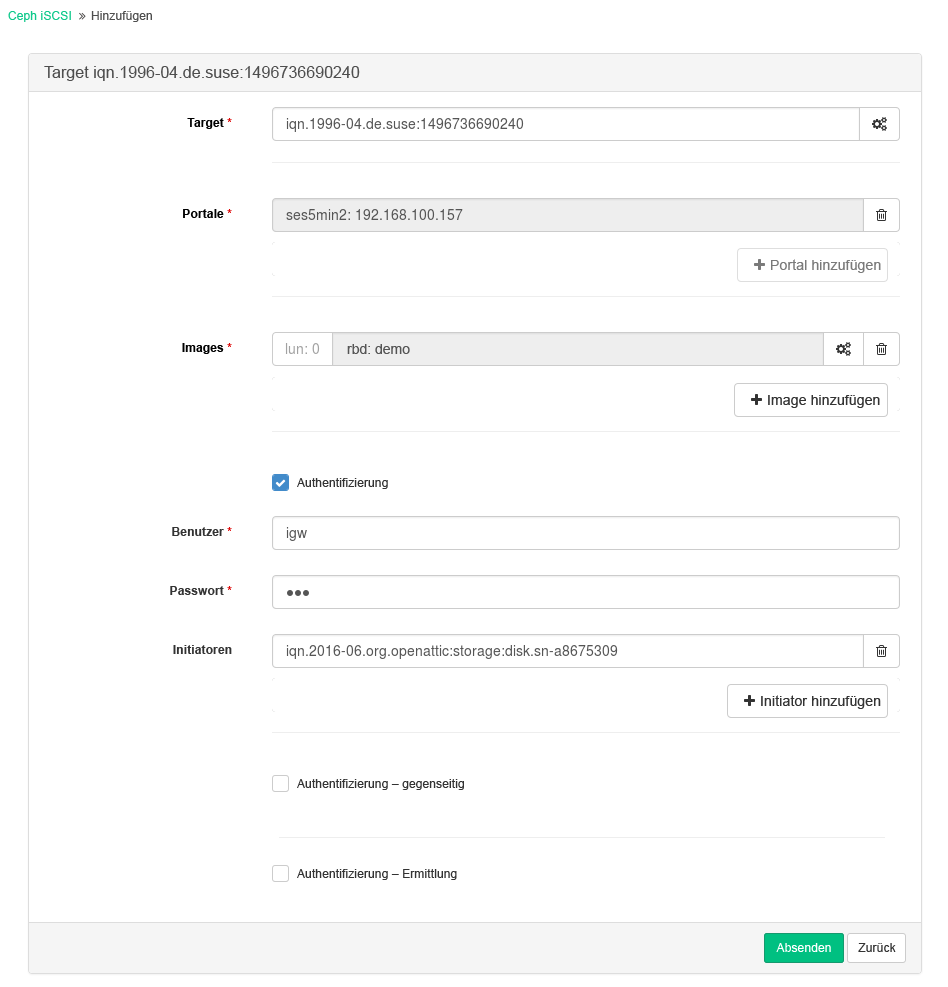 Ceph iSCSI » Hinzufügen
Target iqn.1996-04.de.suse:1496736690240
Target * iqn.1996-04.de.suse:1496736690240
Portale * ses5min2: 192.168.100.157
Portal hinzufügen
Images * lun: 0 rbd: demo
Image hinzufügen
Authentifizierung
Benutzer * igw
Passwort * •••
Initiatoren iqn.2016-06.org.openattic:storage:disk.sn-a8675309
Initiator hinzufügen
Authentifizierung – gegenseitig
Authentifizierung – Ermittlung
Absenden Zurück